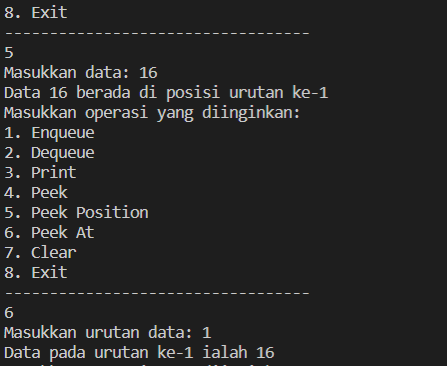 8. Exit
----------------------------------
5
Masukkan data: 16
Data 16 berada di posisi urutan ke-1
Masukkan operasi yang diinginkan:
1. Enqueue
2. Dequeue
3. Print
4. Peek
5. Peek Position
6. Peek At
7. Clear
8. Exit
----------------------------------
6
Masukkan urutan data: 1
Data pada urutan ke-1 ialah 16